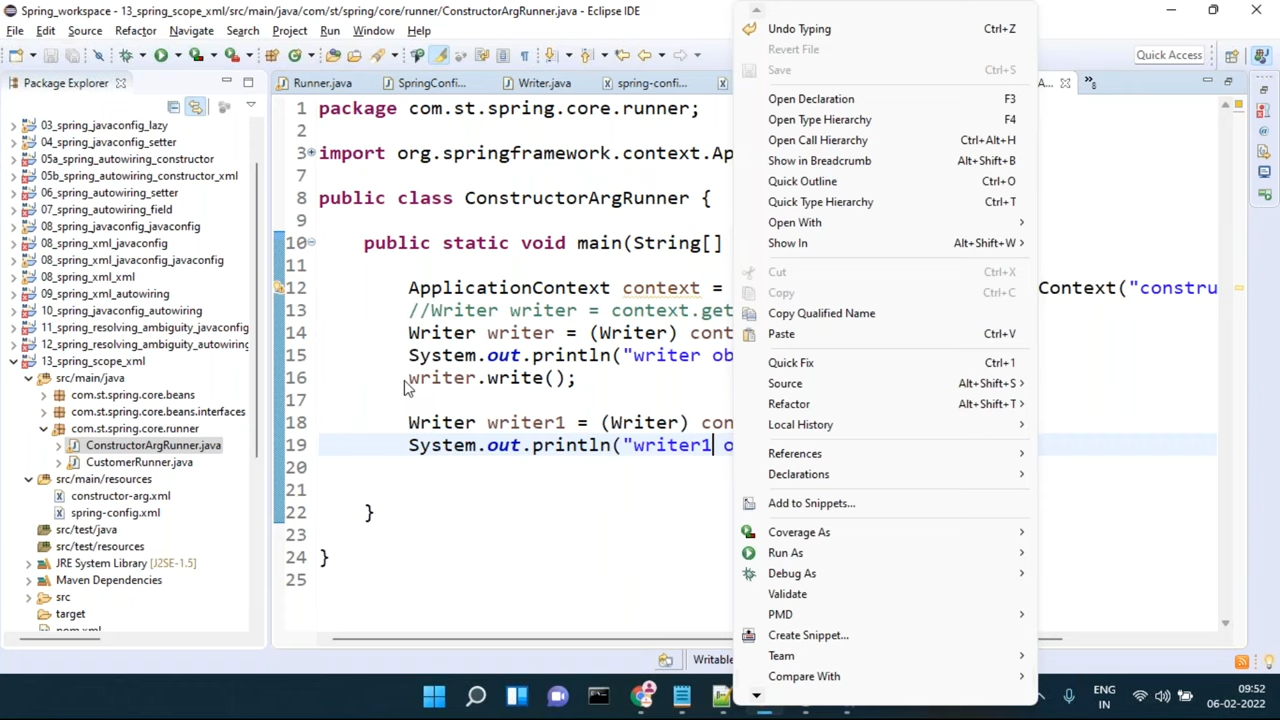 Spring_workspace - 13_spring_scope_xml/src/main/java/com/st/spring/core/runner/ConstructorArgRunner.java - Eclipse IDE
File Edit Source Refactor Navigate Search Project Run Window Help
Quick Access
Package Explorer
03_spring_javaconfig_lazy
04_spring_javaconfig_setter
05a_spring_autowiring_constructor
05b_spring_autowiring_constructor_xml
06_spring_autowiring_setter
07_spring_autowiring_field
08_spring_javaconfig_javaconfig
08_spring_xml_javaconfig
08_spring_xml_javaconfig_javaconfig
08_spring_xml_xml
09_spring_xml_autowiring
10_spring_javaconfig_autowiring
11_spring_resolving_ambiguity_javaconfig
12_spring_resolving_ambiguity_autowiring
13_spring_scope_xml
src/main/java
com.st.spring.core.beans
com.st.spring.core.beans.interfaces
com.st.spring.core.runner
ConstructorArgRunner.java
CustomerRunner.java
src/main/resources
constructor-arg.xml
spring-config.xml
src/test/java
src/test/resources
JRE System Library [J2SE-1.5]
Maven Dependencies
src
target
pom.xml
Runner.java SpringConfi... Writer.java spring-confi... A... »5
1 package com.st.spring.core.runner;
2
3 import org.springframework.context.Ap
7
8 public class ConstructorArgRunner {
9
10 public static void main(String[]
11
12 ApplicationContext context = Context("constru
13 //Writer writer = context.get
14 Writer writer = (Writer) cont
15 System.out.println("writer ob
16 writer.write();
17
18 Writer writer1 = (Writer) con
19 System.out.println("writer1 o
20
21
22 }
23
24 }
25
Undo Typing Ctrl+Z
Revert File
Save Ctrl+S
Open Declaration F3
Open Type Hierarchy F4
Open Call Hierarchy Ctrl+Alt+H
Show in Breadcrumb Alt+Shift+B
Quick Outline Ctrl+O
Quick Type Hierarchy Ctrl+T
Open With
Show In Alt+Shift+W
Cut Ctrl+X
Copy Ctrl+C
Copy Qualified Name
Paste Ctrl+V
Quick Fix Ctrl+1
Source Alt+Shift+S
Refactor Alt+Shift+T
Local History
References
Declarations
Add to Snippets...
Coverage As
Run As
Debug As
Validate
PMD
Create Snippet...
Team
Compare With
Writable
ENG
IN
09:52
06-02-2022